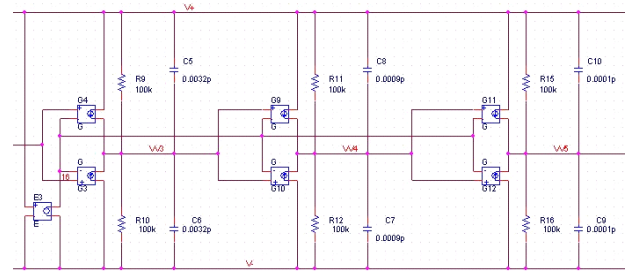 V+
C5
C8
C10
R9
100k
0.0032p
R11
100k
0.0009p
R15
100k
0.0001p
G4
G9
G11
+
-
G
+
-
G
+
-
G
VV3
VV4
VV5
G
-
+
G3
G
-
+
G10
G
-
+
G12
16
E3
+
-
E
R10
100k
C6
0.0032p
R12
100k
C7
0.0009p
R16
100k
C9
0.0001p
V-